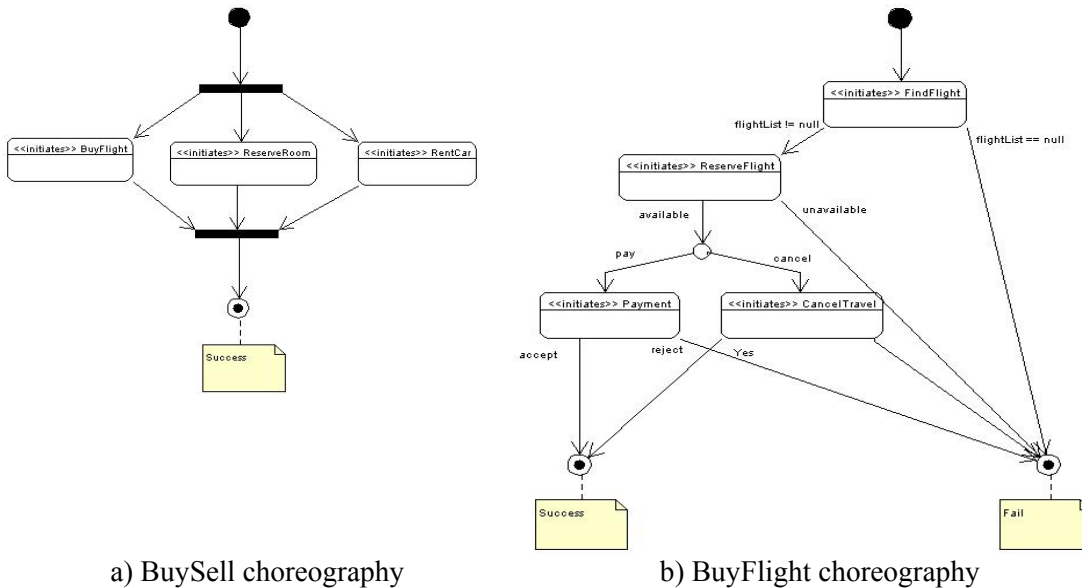 <<initiates>> BuyFlight
<<initiates>> ReserveRoom
<<initiates>> RentCar
Success
a) BuySell choreography
<<initiates>> FindFlight
flightList != null
flightList == null
<<initiates>> ReserveFlight
available
unavailable
pay
cancel
<<initiates>> Payment
<<initiates>> CancelTravel
accept
reject
Yes
Success
Fail
b) BuyFlight choreography